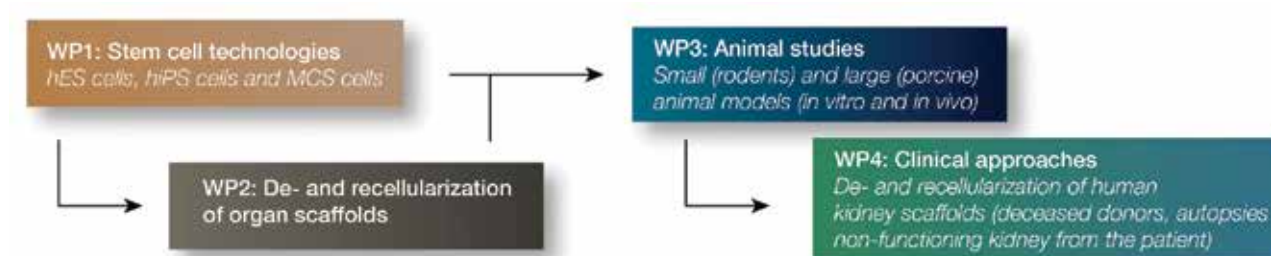 WP1: Stem cell technologies
hES cells, hiPS cells and MCS cells
WP2: De- and recellularization
of organ scaffolds
WP3: Animal studies
Small (rodents) and large (porcine)
animal models (in vitro and in vivo)
WP4: Clinical approaches
De- and recellularization of human
kidney scaffolds (deceased donors, autopsies
non-functioning kidney from the patient)